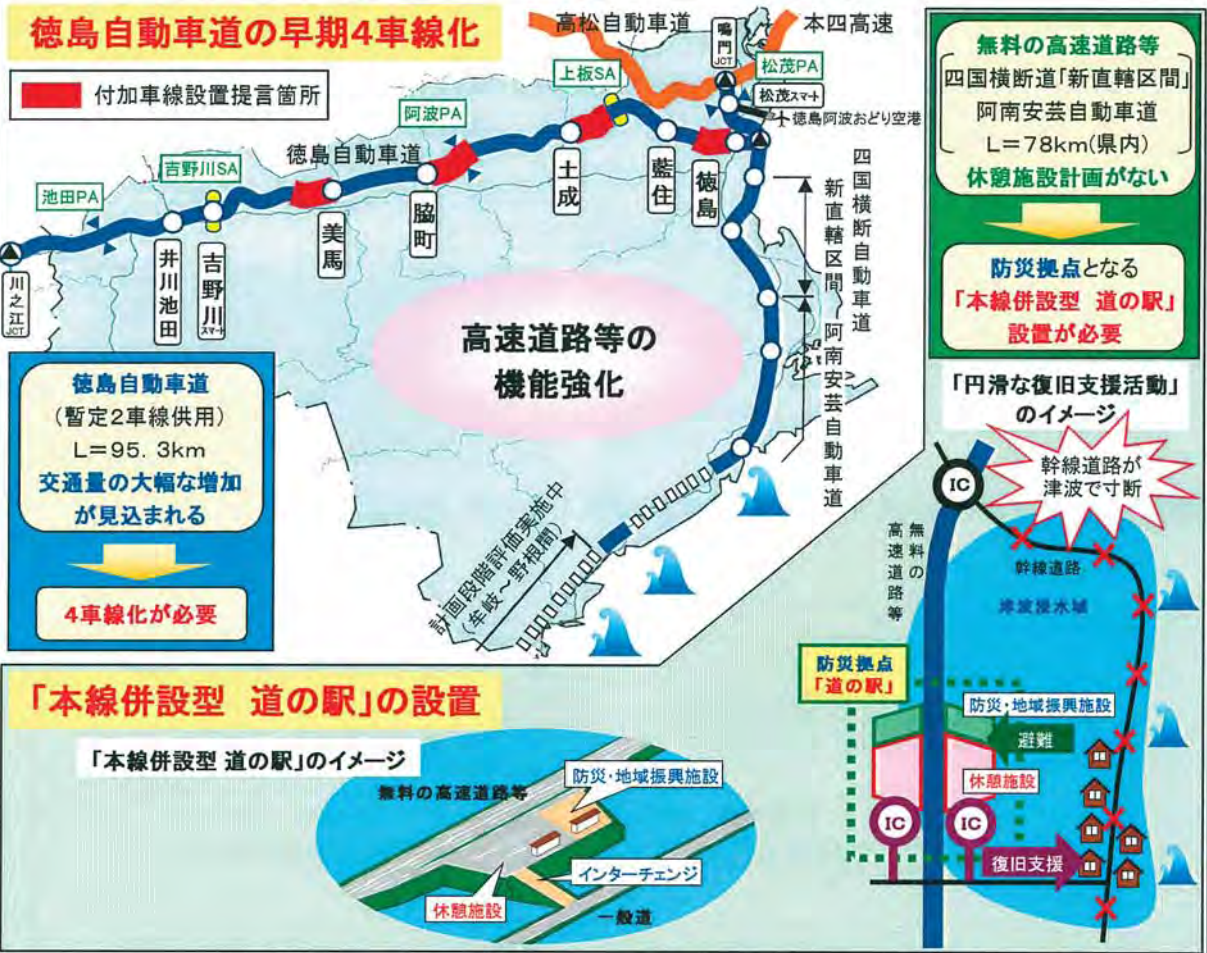 徳島自動車道の早期4車線化
付加車線設置提言箇所
高松自動車道
本四高速
鳴門
JCT
松茂PA
松茂スマート
徳島阿波おどり空港
上板SA
阿波PA
徳島自動車道
吉野川SA
池田PA
川之江
JCT
井川池田
吉野川
スマート
美馬
脇町
土成
藍住
徳島
四国横断自動車道
新直轄区間
阿南安芸自動車道
高速道路等の
機能強化
計画段階評価実施中
(牟岐～野根間)
徳島自動車道
(暫定2車線供用)
L=95.3km
交通量の大幅な増加
が見込まれる
4車線化が必要
無料の高速道路等
四国横断道「新直轄区間」
阿南安芸自動車道
L=78km(県内)
休憩施設計画がない
防災拠点となる
「本線併設型 道の駅」
設置が必要
「円滑な復旧支援活動」
のイメージ
幹線道路が
津波で寸断
IC
無料の
高速道路等
幹線道路
津波浸水域
防災拠点
「道の駅」
防災・地域振興施設
避難
休憩施設
IC
IC
復旧支援
「本線併設型 道の駅」の設置
「本線併設型 道の駅」のイメージ
無料の高速道路等
防災・地域振興施設
インターチェンジ
休憩施設
一般道